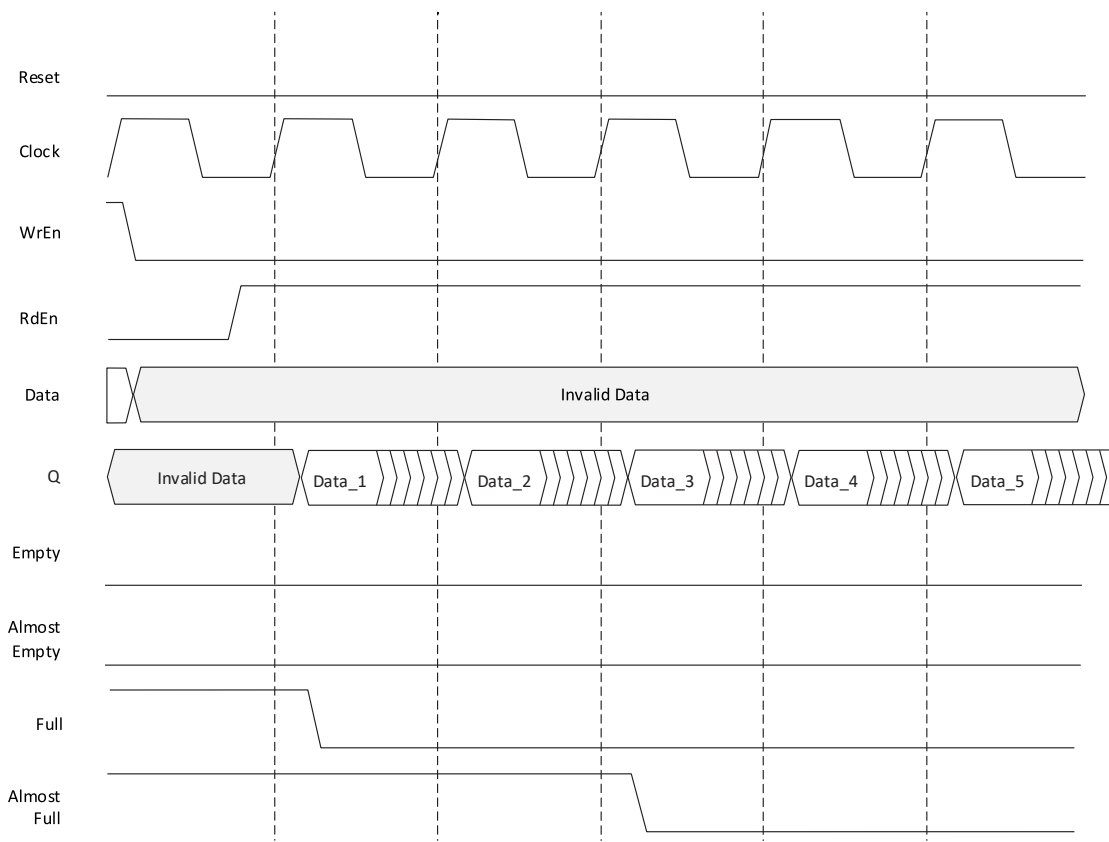 Reset
Clock
WrEn
RdEn
Data
Invalid Data
Q
Invalid Data
Data_1
Data_2
Data_3
Data_4
Data_5
Empty
Almost
Empty
Full
Almost
Full